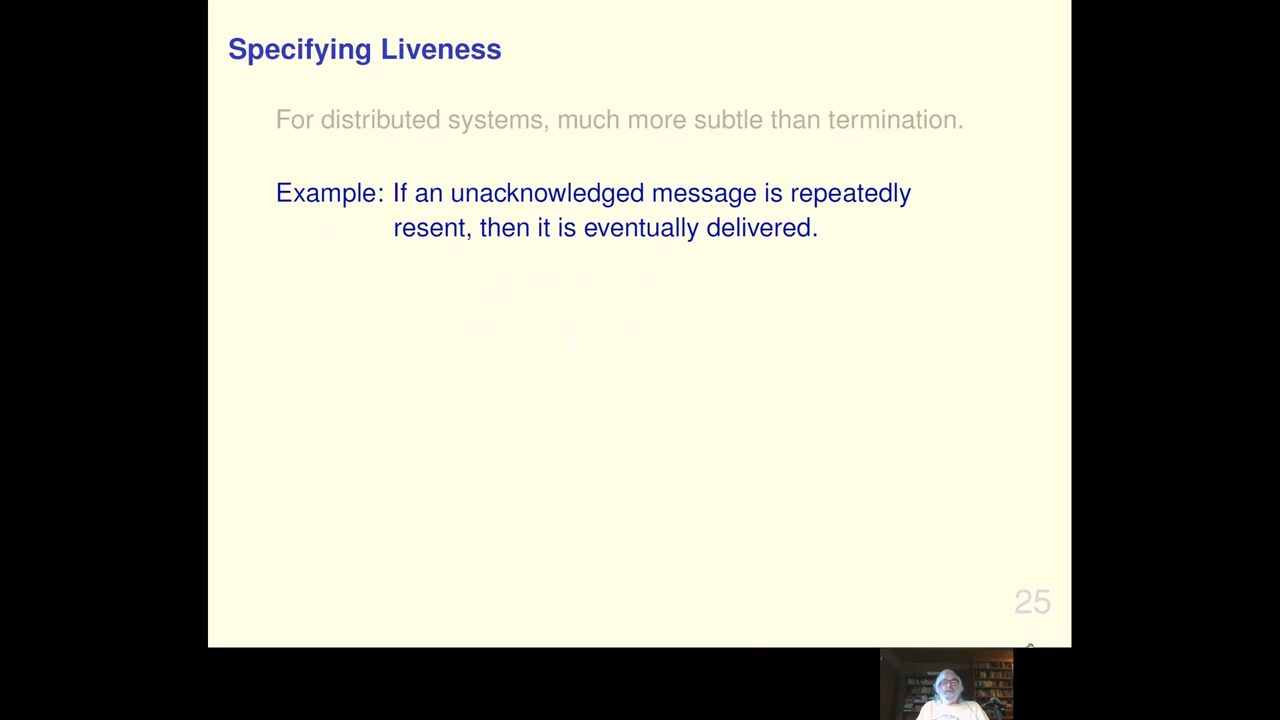 Specifying Liveness
For distributed systems, much more subtle than termination.
Example: If an unacknowledged message is repeatedly
resent, then it is eventually delivered.
25